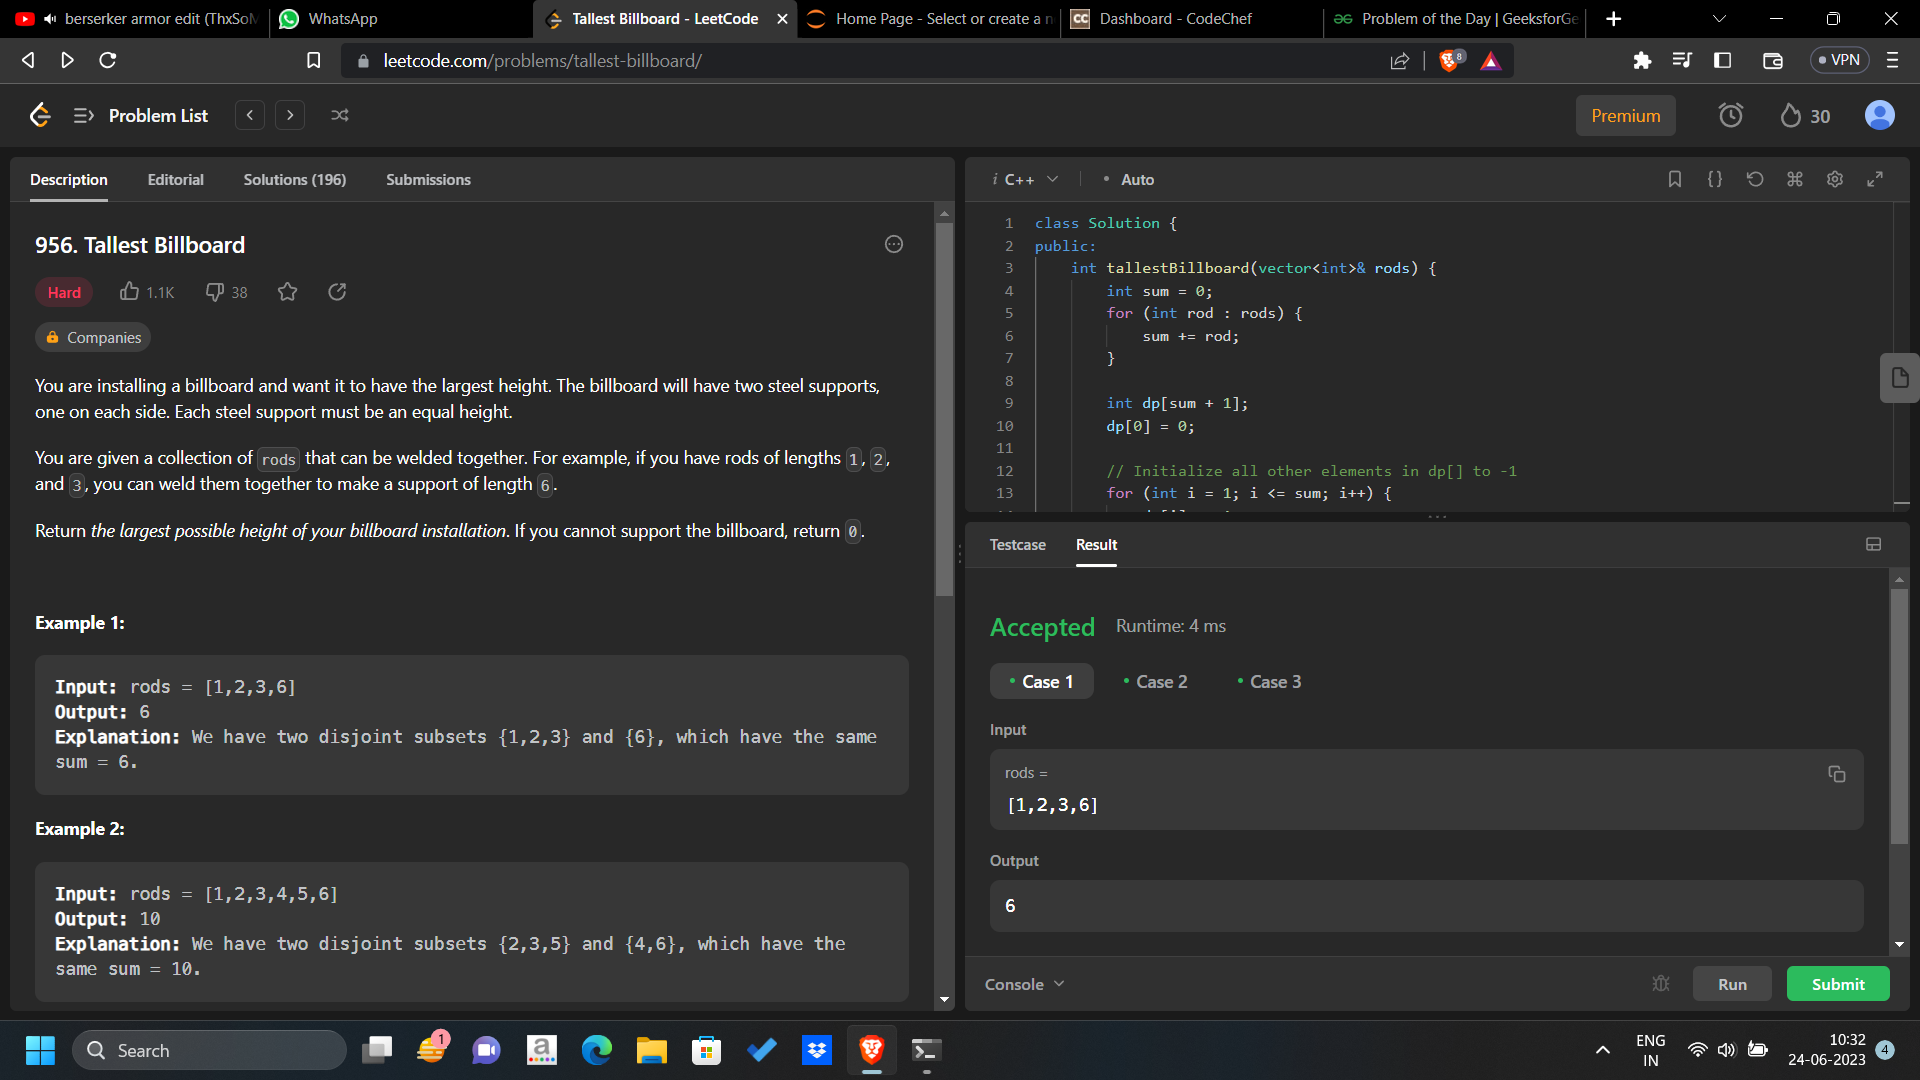 berserker armor edit (ThxSoM
WhatsApp
Tallest Billboard - LeetCode
Home Page - Select or create a n
CC
Dashboard - CodeChef
Problem of the Day | GeeksforGe
leetcode.com/problems/tallest-billboard/
8
VPN
Problem List
Premium
30
Description
Editorial
Solutions (196)
Submissions
956. Tallest Billboard
Hard
1.1K
38
Companies
You are installing a billboard and want it to have the largest height. The billboard will have two steel supports,
one on each side. Each steel support must be an equal height.
You are given a collection of rods that can be welded together. For example, if you have rods of lengths 1, 2,
and 3, you can weld them together to make a support of length 6.
Return the largest possible height of your billboard installation. If you cannot support the billboard, return 0.
Example 1:
Input: rods = [1,2,3,6]
Output: 6
Explanation: We have two disjoint subsets {1,2,3} and {6}, which have the same
sum = 6.
Example 2:
Input: rods = [1,2,3,4,5,6]
Output: 10
Explanation: We have two disjoint subsets {2,3,5} and {4,6}, which have the
same sum = 10.
i C++
• Auto
1 class Solution {
2 public:
3 int tallestBillboard(vector<int>& rods) {
4 int sum = 0;
5 for (int rod : rods) {
6 sum += rod;
7 }
8
9 int dp[sum + 1];
10 dp[0] = 0;
11
12 // Initialize all other elements in dp[] to -1
13 for (int i = 1; i <= sum; i++) {
Testcase
Result
Accepted
Runtime: 4 ms
• Case 1
• Case 2
• Case 3
Input
rods =
[1,2,3,6]
Output
6
Console
Run
Submit
Search
1
a
ENG
IN
10:32
24-06-2023
4